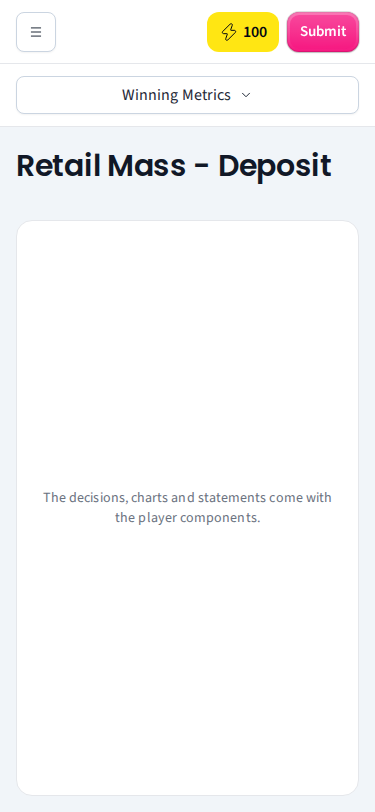 100
Submit
Winning Metrics
Retail Mass - Deposit
The decisions, charts and statements come with
the player components.